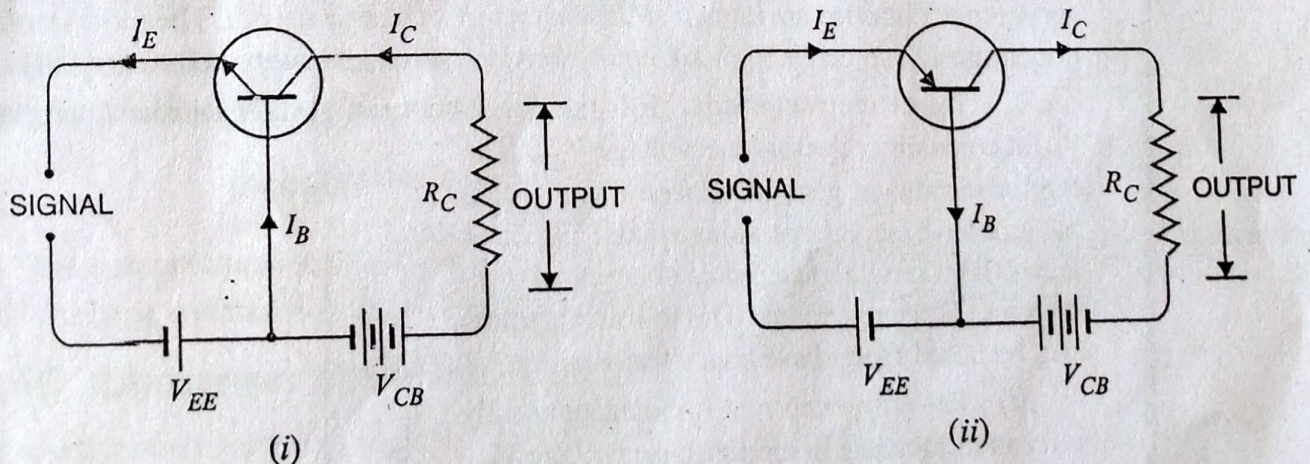 I_E
I_C
SIGNAL
I_B
R_C
OUTPUT
V_EE
V_CB
(i)
I_E
I_C
SIGNAL
I_B
R_C
OUTPUT
V_EE
V_CB
(ii)